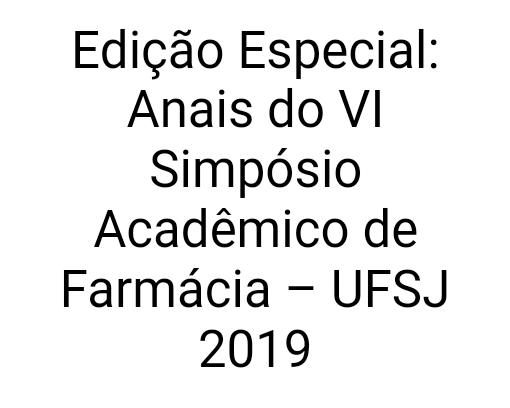 Edição Especial:
Anais do VI
Simpósio
Acadêmico de
Farmácia – UFSJ
2019